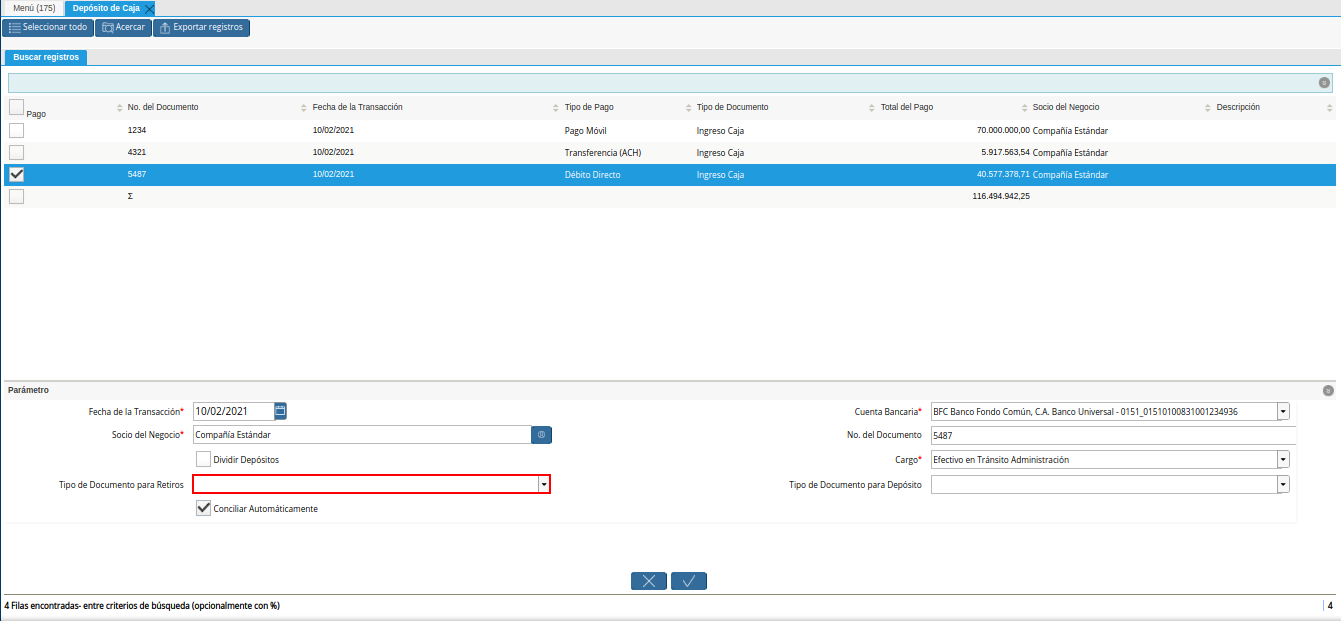 Menú (175) Depósito de Caja
Seleccionar todo Acercar Exportar registros
Buscar registros
Pago No. del Documento Fecha de la Transacción Tipo de Pago Tipo de Documento Total del Pago Socio del Negocio Descripción
1234 10/02/2021 Pago Móvil Ingreso Caja 70.000.000,00 Compañía Estándar
4321 10/02/2021 Transferencia (ACH) Ingreso Caja 5.917.563,54 Compañía Estándar
5487 10/02/2021 Débito Directo Ingreso Caja 40.577.378,71 Compañía Estándar
Σ 116.494.942,25
Parámetro
Fecha de la Transacción* 10/02/2021 Cuenta Bancaria* BFC Banco Fondo Común, C.A. Banco Universal - 0151_01510100831001234936
Socio del Negocio* Compañía Estándar No. del Documento 5487
Dividir Depósitos Cargo* Efectivo en Tránsito Administración
Tipo de Documento para Retiros Tipo de Documento para Depósito
Conciliar Automáticamente
4 Filas encontradas- entre criterios de búsqueda (opcionalmente con %) 4